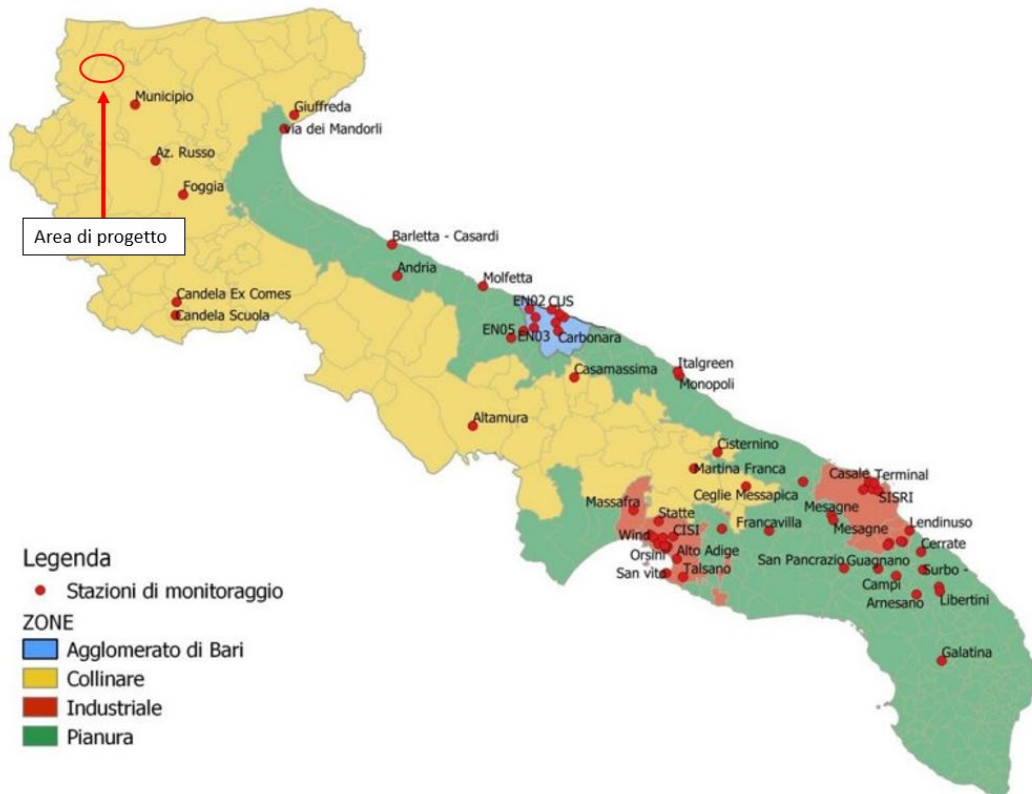 Municipio
Giuffreda
via dei Mandorli
Az. Russo
Foggia
Area di progetto
Barletta - Casardi
Andria
Molfetta
Candela Ex Comes
Candela Scuola
EN02
CUS
EN05
EN03
Carbonara
Italgreen
Monopoli
Casamassima
Altamura
Cisternino
Martina Franca
Ceglie Messapica
Casale
Terminal
SISRI
Massafra
Statte
Mesagne
Mesagne
Francavilla
Lendinuso
Wind
CISI
Orsini
Alto Adige
Cerrate
San Pancrazio
Guagnano
Surbo -
San vito
Talsano
Campi
Arnesano
Libertini
Galatina
Legenda
Stazioni di monitoraggio
ZONE
Agglomerato di Bari
Collinare
Industriale
Pianura